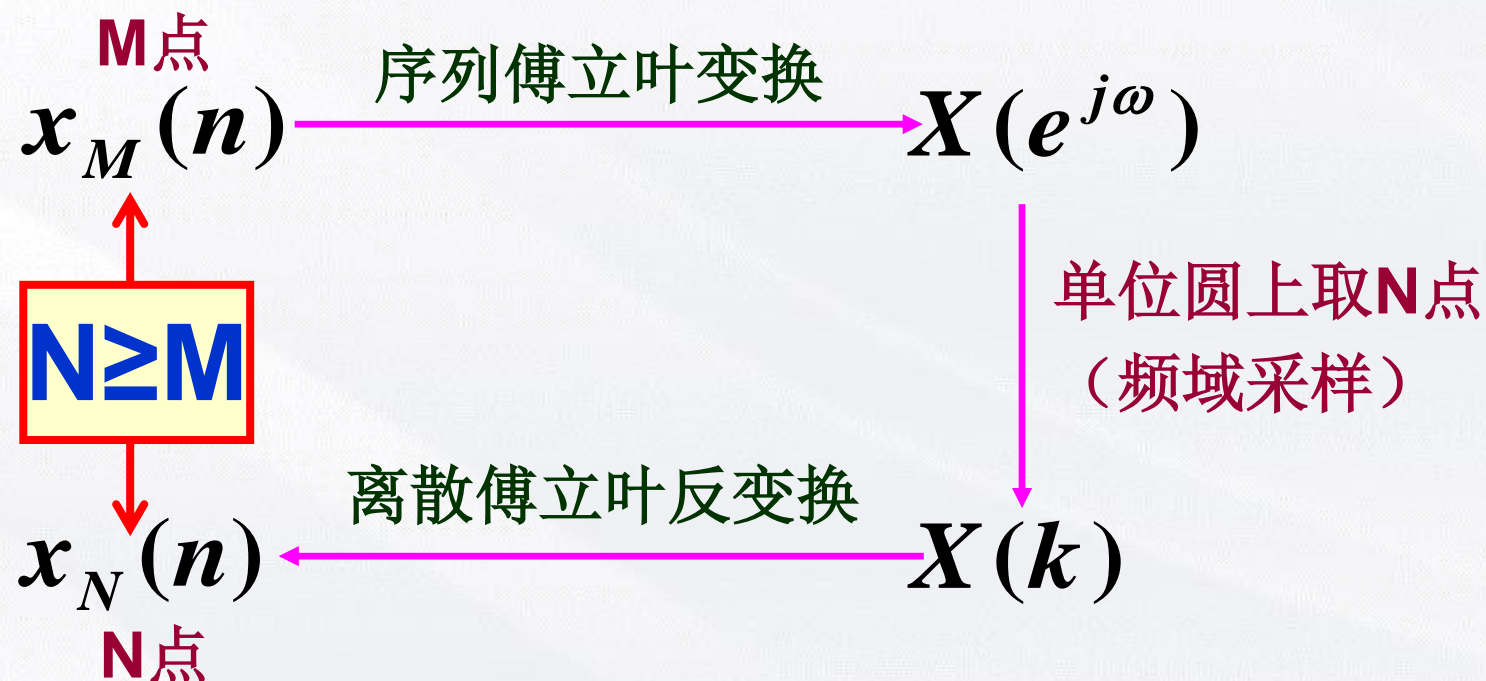 M点
序列傅立叶变换
x_M(n)
X(e^{jω})
单位圆上取N点
(频域采样)
N≥M
离散傅立叶反变换
x_N(n)
X(k)
N点